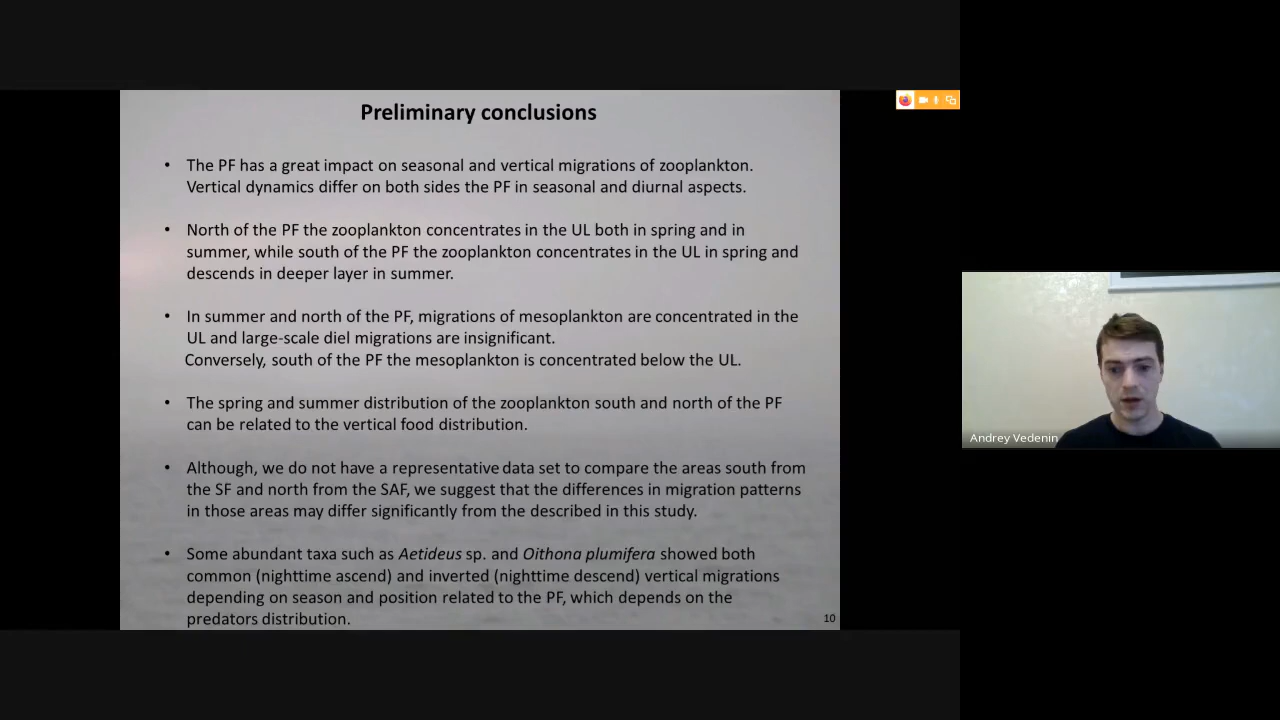 Preliminary conclusions
• The PF has a great impact on seasonal and vertical migrations of zooplankton.
Vertical dynamics differ on both sides the PF in seasonal and diurnal aspects.
• North of the PF the zooplankton concentrates in the UL both in spring and in
summer, while south of the PF the zooplankton concentrates in the UL in spring and
descends in deeper layer in summer.
• In summer and north of the PF, migrations of mesoplankton are concentrated in the
UL and large-scale diel migrations are insignificant.
Conversely, south of the PF the mesoplankton is concentrated below the UL.
• The spring and summer distribution of the zooplankton south and north of the PF
can be related to the vertical food distribution.
• Although, we do not have a representative data set to compare the areas south from
the SF and north from the SAF, we suggest that the differences in migration patterns
in those areas may differ significantly from the described in this study.
• Some abundant taxa such as Aetideus sp. and Oithona plumifera showed both
common (nighttime ascend) and inverted (nighttime descend) vertical migrations
depending on season and position related to the PF, which depends on the
predators distribution.
10
Andrey Vedenin